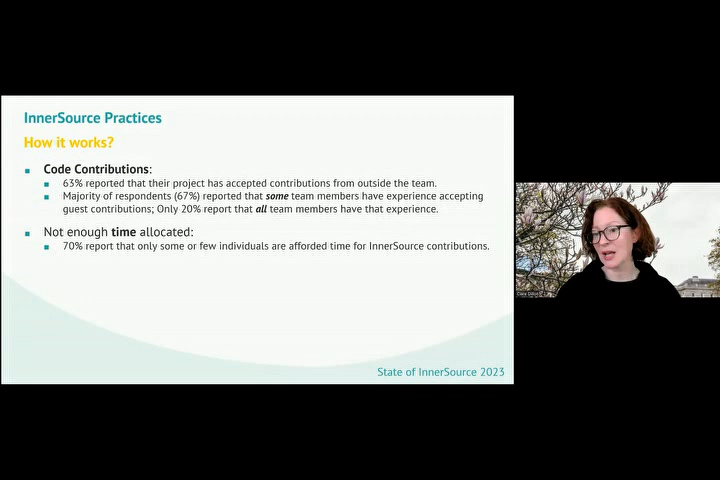 InnerSource Practices
How it works?
Code Contributions:
63% reported that their project has accepted contributions from outside the team.
Majority of respondents (67%) reported that some team members have experience accepting
guest contributions; Only 20% report that all team members have that experience.
Not enough time allocated:
70% report that only some or few individuals are afforded time for InnerSource contributions.
State of InnerSource 2023